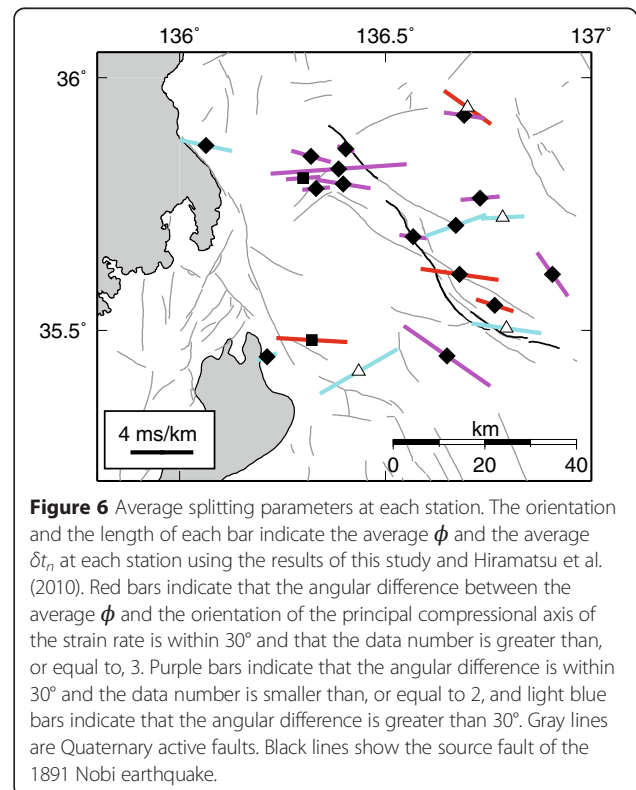 136° 136.5° 137°
36°
35.5°
4 ms/km
km
0 20 40
Figure 6 Average splitting parameters at each station. The orientation
and the length of each bar indicate the average ϕ and the average
δtₙ at each station using the results of this study and Hiramatsu et al.
(2010). Red bars indicate that the angular difference between the
average ϕ and the orientation of the principal compressional axis of
the strain rate is within 30° and that the data number is greater than,
or equal to, 3. Purple bars indicate that the angular difference is within
30° and the data number is smaller than, or equal to 2, and light blue
bars indicate that the angular difference is greater than 30°. Gray lines
are Quaternary active faults. Black lines show the source fault of the
1891 Nobi earthquake.